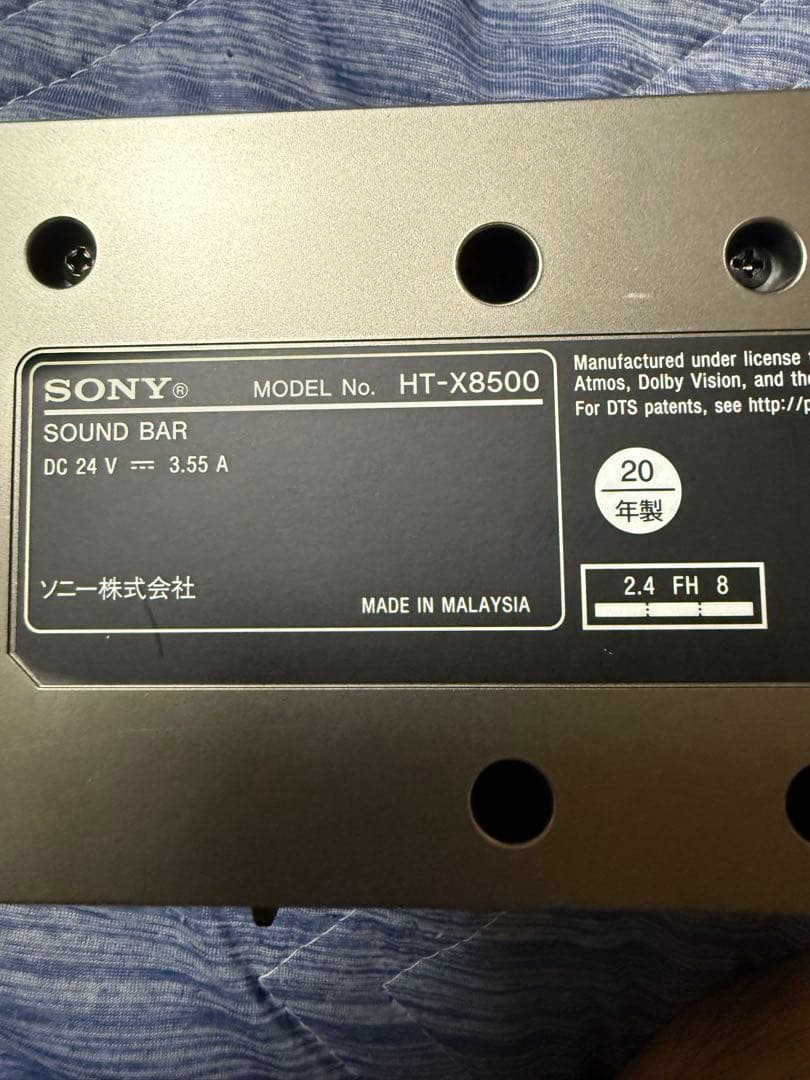 SONY® MODEL No. HT-X8500
SOUND BAR
DC 24 V ⎓ 3.55 A
ソニー株式会社
MADE IN MALAYSIA
Manufactured under license
Atmos, Dolby Vision, and the
For DTS patents, see http://p
20
年製
2.4 FH 8